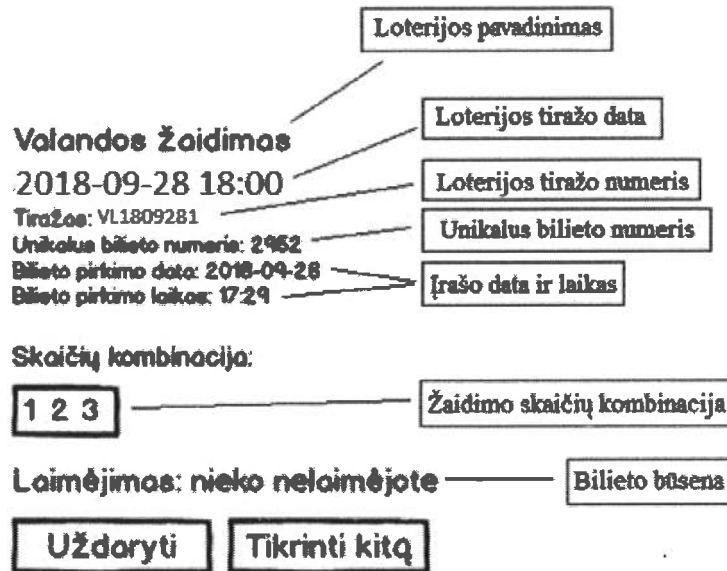 Loterijos pavadinimas
Valandos Žaidimas
Loterijos tiražo data
2018-09-28 18:00
Loterijos tiražo numeris
Tiražas: VL1809281
Unikalus bilieto numeris
Unikalus bilieto numeris: 2952
Bilieto pirkimo data: 2018-09-28
Įrašo data ir laikas
Bilieto pirkimo laikas: 17:29
Skaičių kombinacija:
1 2 3
Žaidimo skaičių kombinacija
Laimėjimas: nieko nelaimėjote
Bilieto būsena
Uždaryti
Tikrinti kitą